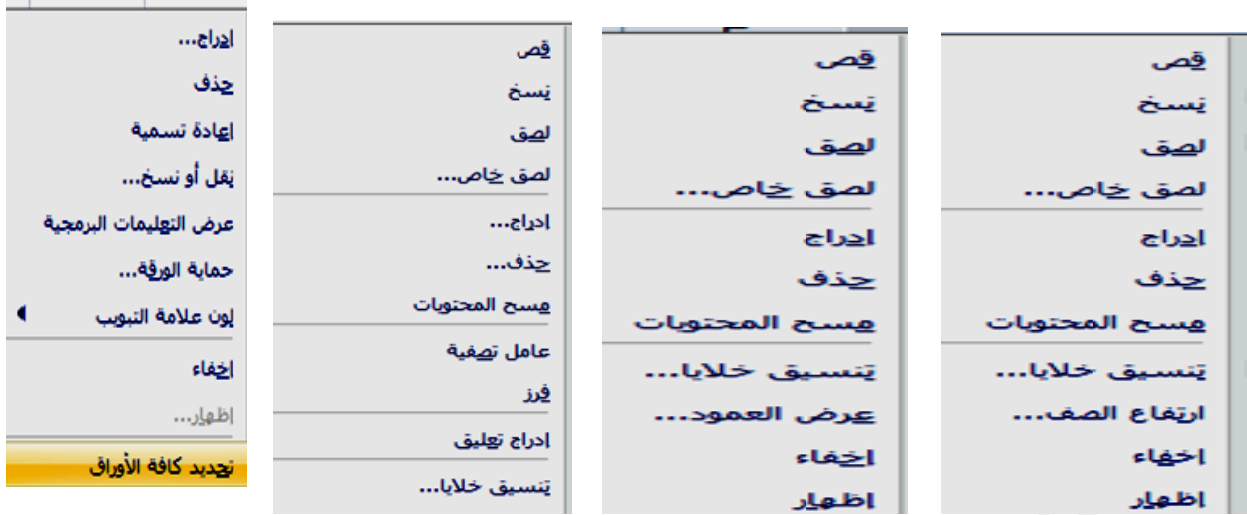 إدراج...
حذف
إعادة تسمية
نقل أو نسخ...
عرض التعليمات البرمجية
حماية الورقة...
لون علامة التبويب
إخفاء
إظهار...
تحديد كافة الأوراق
قص
نسخ
لصق
لصق خاص...
إدراج...
حذف...
مسح المحتويات
عامل تصفية
فرز
إدراج تعليق
تنسيق خلايا...
قص
نسخ
لصق
لصق خاص...
إدراج
حذف
مسح المحتويات
تنسيق خلايا...
عرض العمود...
إخفاء
إظهار
قص
نسخ
لصق
لصق خاص...
إدراج
حذف
مسح المحتويات
تنسيق خلايا...
ارتفاع الصف...
إخفاء
إظهار